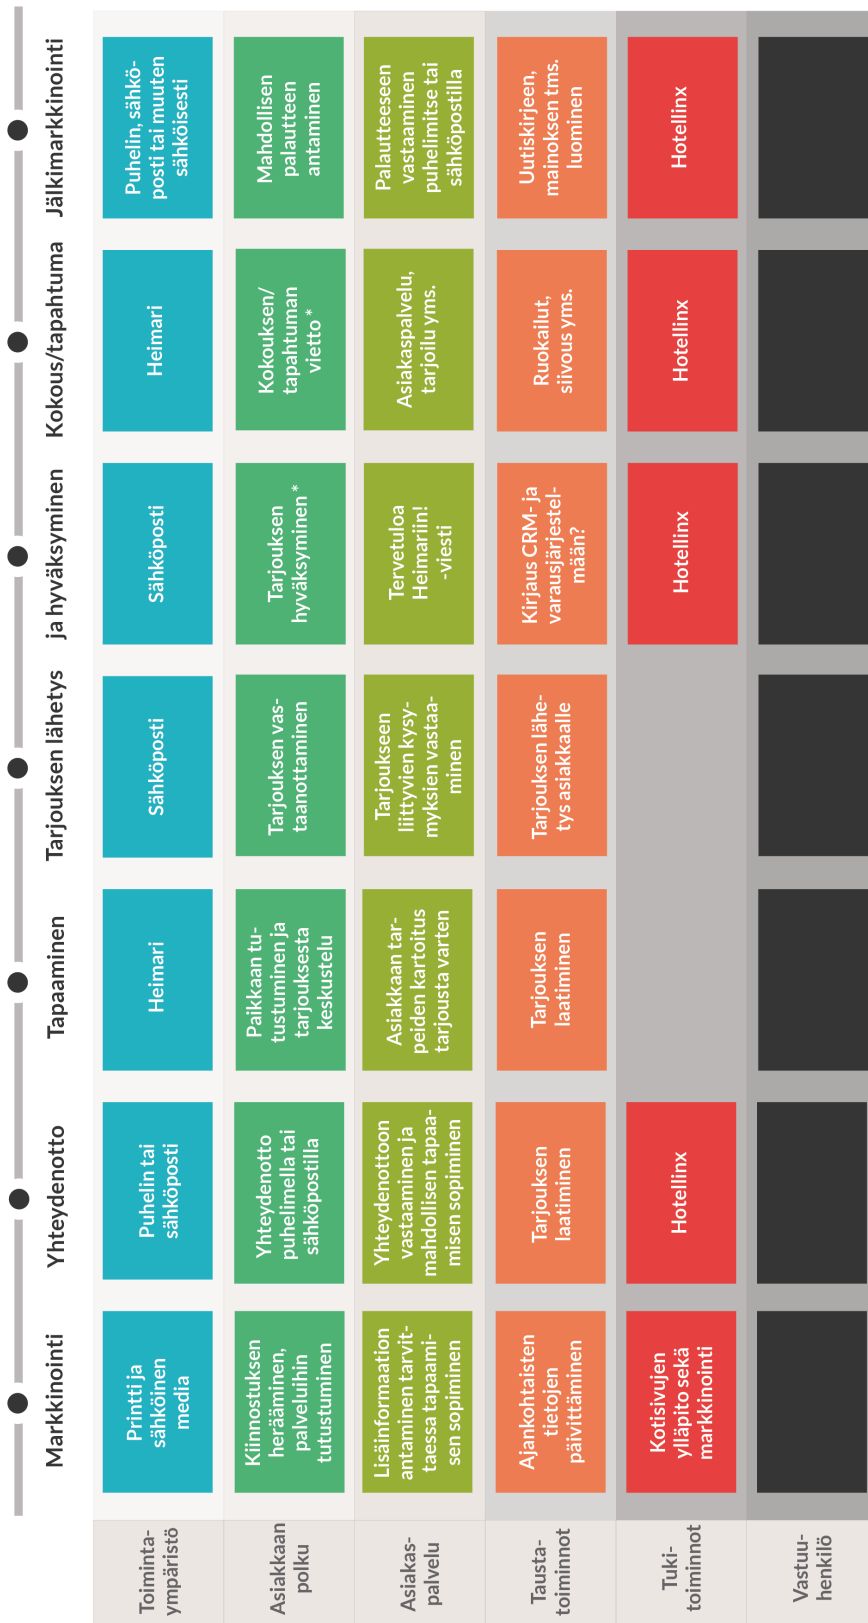 Markkinointi
Yhteydenotto
Tapaaminen
Tarjouksen lähetys
ja hyväksyminen
Kokous/tapahtuma
Jälkimarkkinointi
Toiminta-
ympäristö
Printti ja
sähköinen
media
Puhelin tai
sähköposti
Heimari
Sähköposti
Sähköposti
Heimari
Puhelin, sähkö-
posti tai muuten
sähköisesti
Asiakkaan
polku
Kiinnostuksen
herääminen,
palveluihin
tutustuminen
Yhteydenotto
puhelimella tai
sähköpostilla
Paikkaan tu-
tustuminen ja
tarjouksesta
keskustelu
Tarjouksen vas-
taanottaminen
Tarjouksen
hyväksyminen *
Kokouksen/
tapahtuman
vietto *
Mahdollisen
palautteen
antaminen
Asiakas-
palvelu
Lisäinformaation
antaminen tarvit-
taessa tapaami-
sen sopiminen
Yhteydenottoon
vastaaminen ja
mahdollisen tapaa-
misen sopiminen
Asiakkaan tar-
peiden kartoitus
tarjousta varten
Tarjoukseen
liittyvien kysy-
myksien vastaa-
minen
Tervetuloa
Heimariin!
-viesti
Asiakaspalvelu,
tarjoilu yms.
Palautteeseen
vastaaminen
puhelimitse tai
sähköpostilla
Tausta-
toiminnot
Ajankohtaisten
tietojen
päivittäminen
Tarjouksen
laatiminen
Tarjouksen
laatiminen
Tarjouksen lähe-
tys asiakkaalle
Kirjaus CRM- ja
varausjärjestel-
mään?
Ruokailut,
siivous yms.
Uutiskirjeen,
mainoksen tms.
luominen
Tuki-
toiminnot
Kotisivujen
ylläpito sekä
markkinointi
Hotellinx
Hotellinx
Hotellinx
Hotellinx
Vastuu-
henkilö